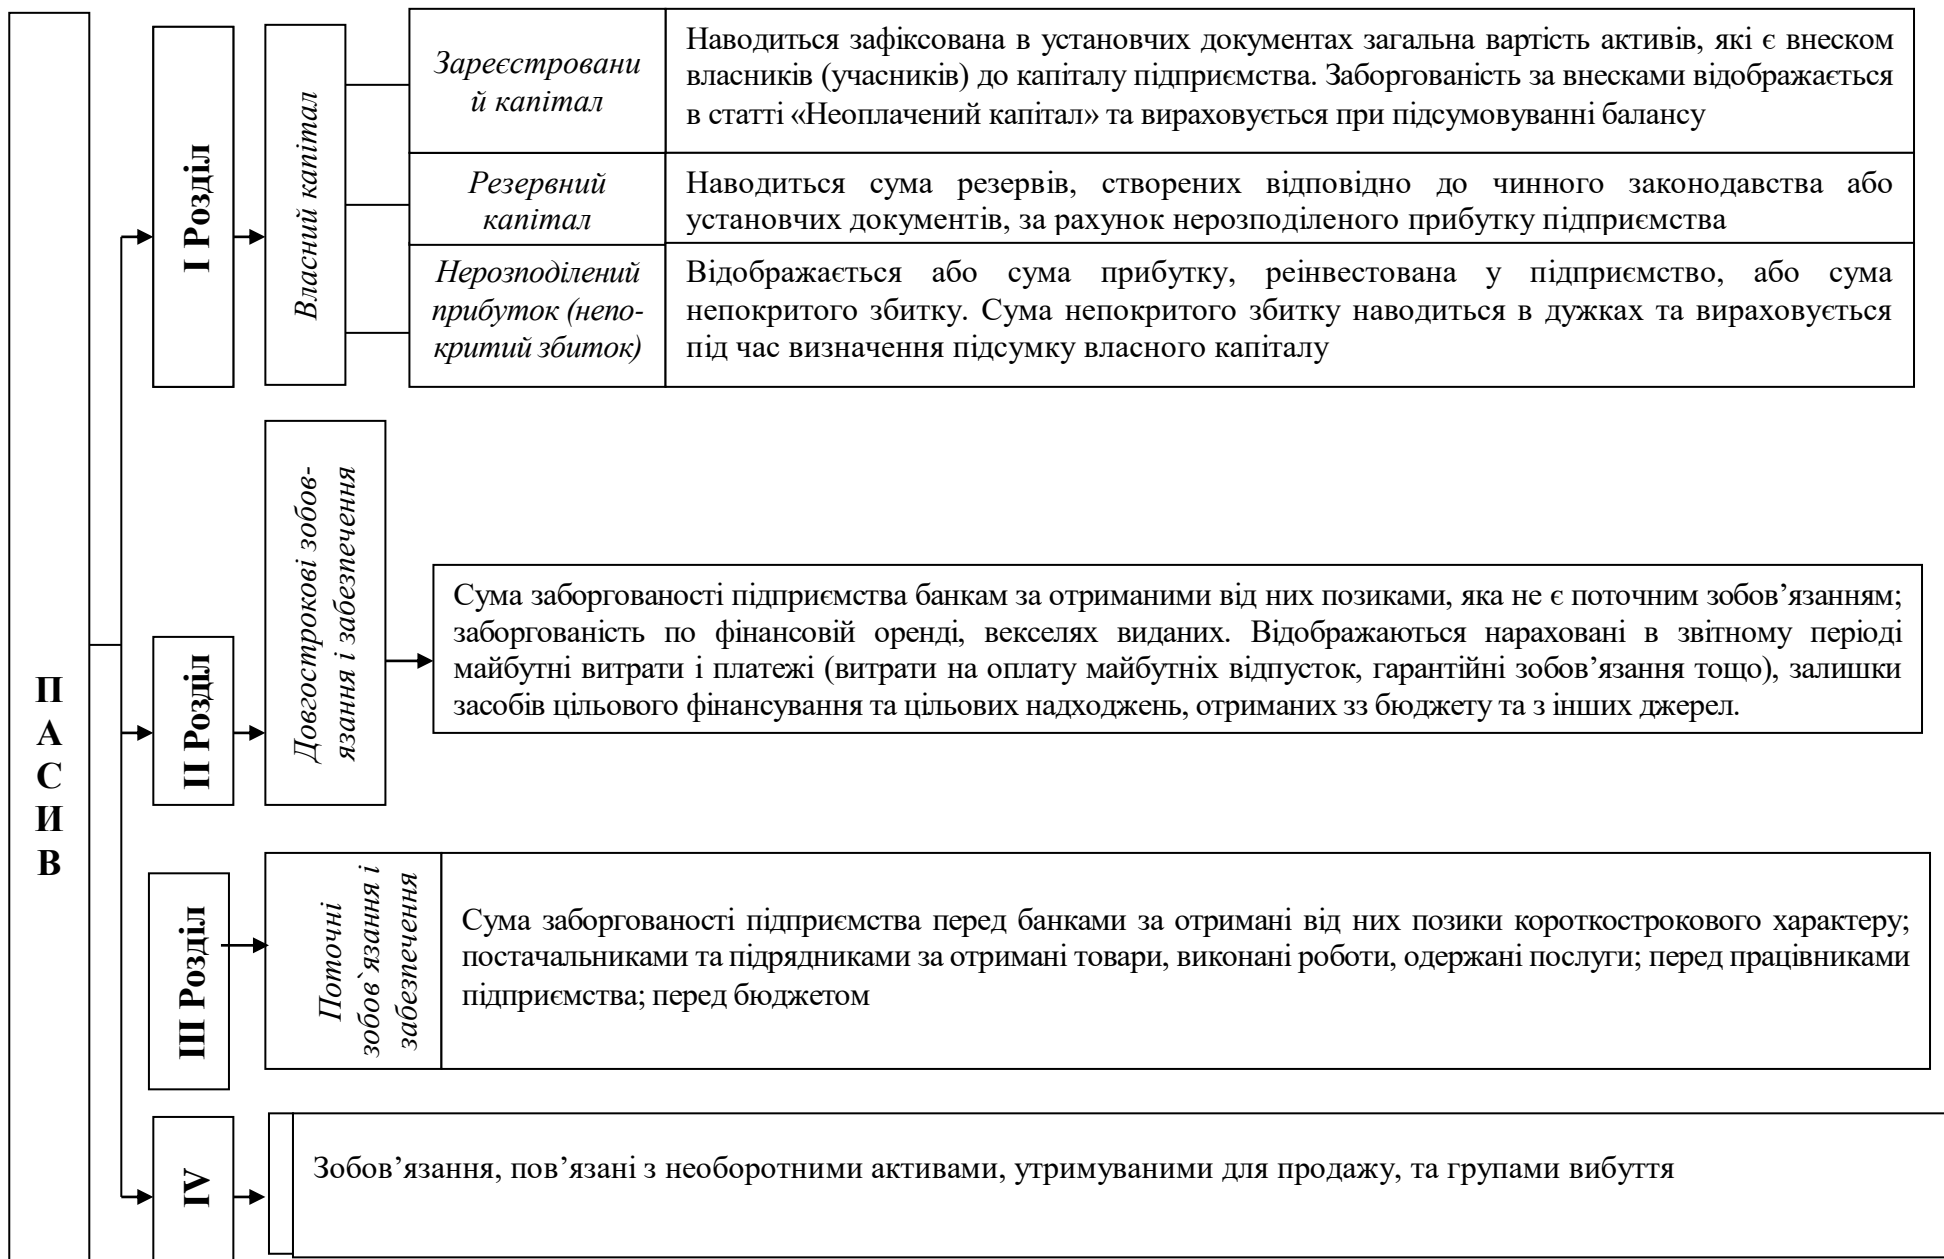 П
А
С
И
В
І Розділ
Власний капітал
Зареєстровани
й капітал
Наводиться зафіксована в установчих документах загальна вартість активів, які є внеском
власників (учасників) до капіталу підприємства. Заборгованість за внесками відображається
в статті «Неоплачений капітал» та вираховується при підсумовуванні балансу
Резервний
капітал
Наводиться сума резервів, створених відповідно до чинного законодавства або
установчих документів, за рахунок нерозподіленого прибутку підприємства
Нерозподілений
прибуток (непо-
критий збиток)
Відображається або сума прибутку, реінвестована у підприємство, або сума
непокритого збитку. Сума непокритого збитку наводиться в дужках та вираховується
під час визначення підсумку власного капіталу
ІІ Розділ
Довгострокові зобов-
язання і забезпечення
Сума заборгованості підприємства банкам за отриманими від них позиками, яка не є поточним зобов’язанням;
заборгованість по фінансовій оренді, векселях виданих. Відображаються нараховані в звітному періоді
майбутні витрати і платежі (витрати на оплату майбутніх відпусток, гарантійні зобов’язання тощо), залишки
засобів цільового фінансування та цільових надходжень, отриманих зз бюджету та з інших джерел.
ІІІ Розділ
Поточні
зобов`язання і
забезпечення
Сума заборгованості підприємства перед банками за отримані від них позики короткострокового характеру;
постачальниками та підрядниками за отримані товари, виконані роботи, одержані послуги; перед працівниками
підприємства; перед бюджетом
IV
Зобов’язання, пов’язані з необоротними активами, утримуваними для продажу, та групами вибуття